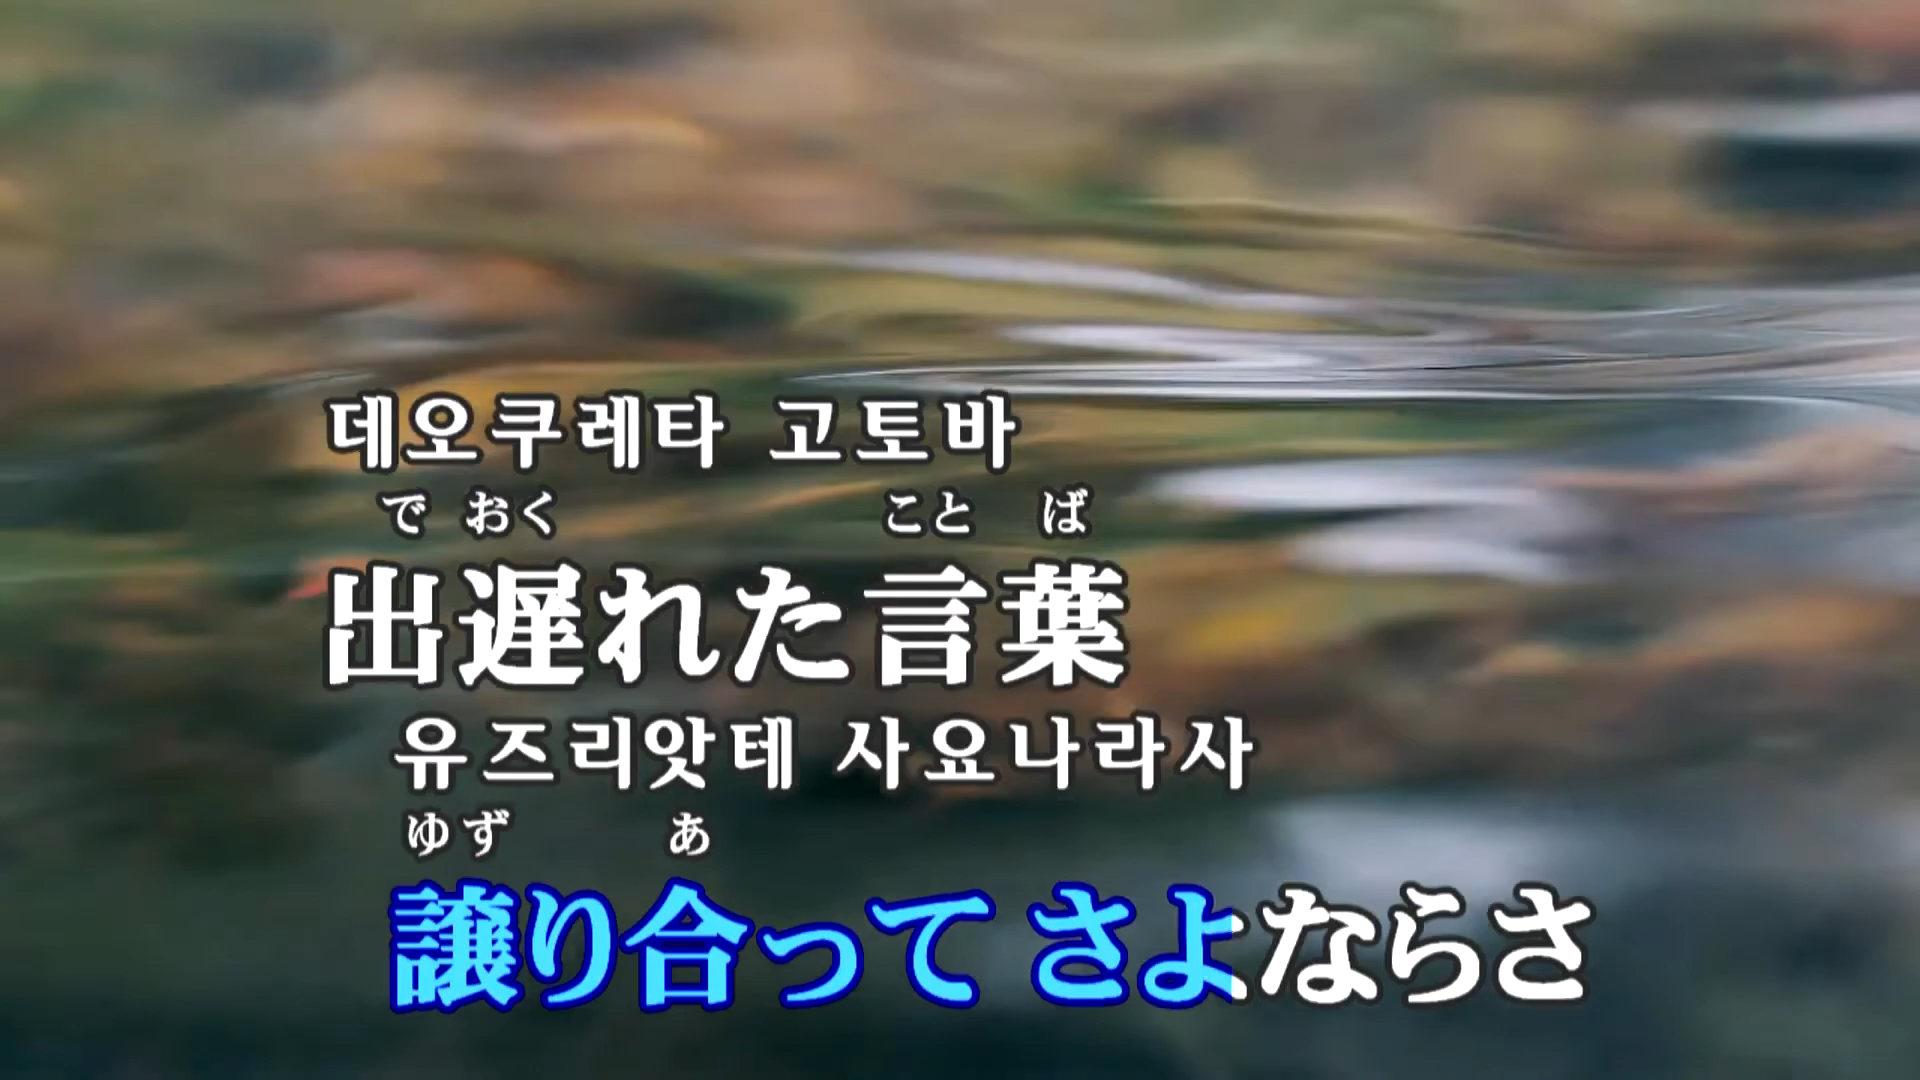 데오쿠레타 고토바
で おく こと ば
出遅れた言葉
유즈리앗테 사요나라사
ゆず あ
譲り合って さよならさ